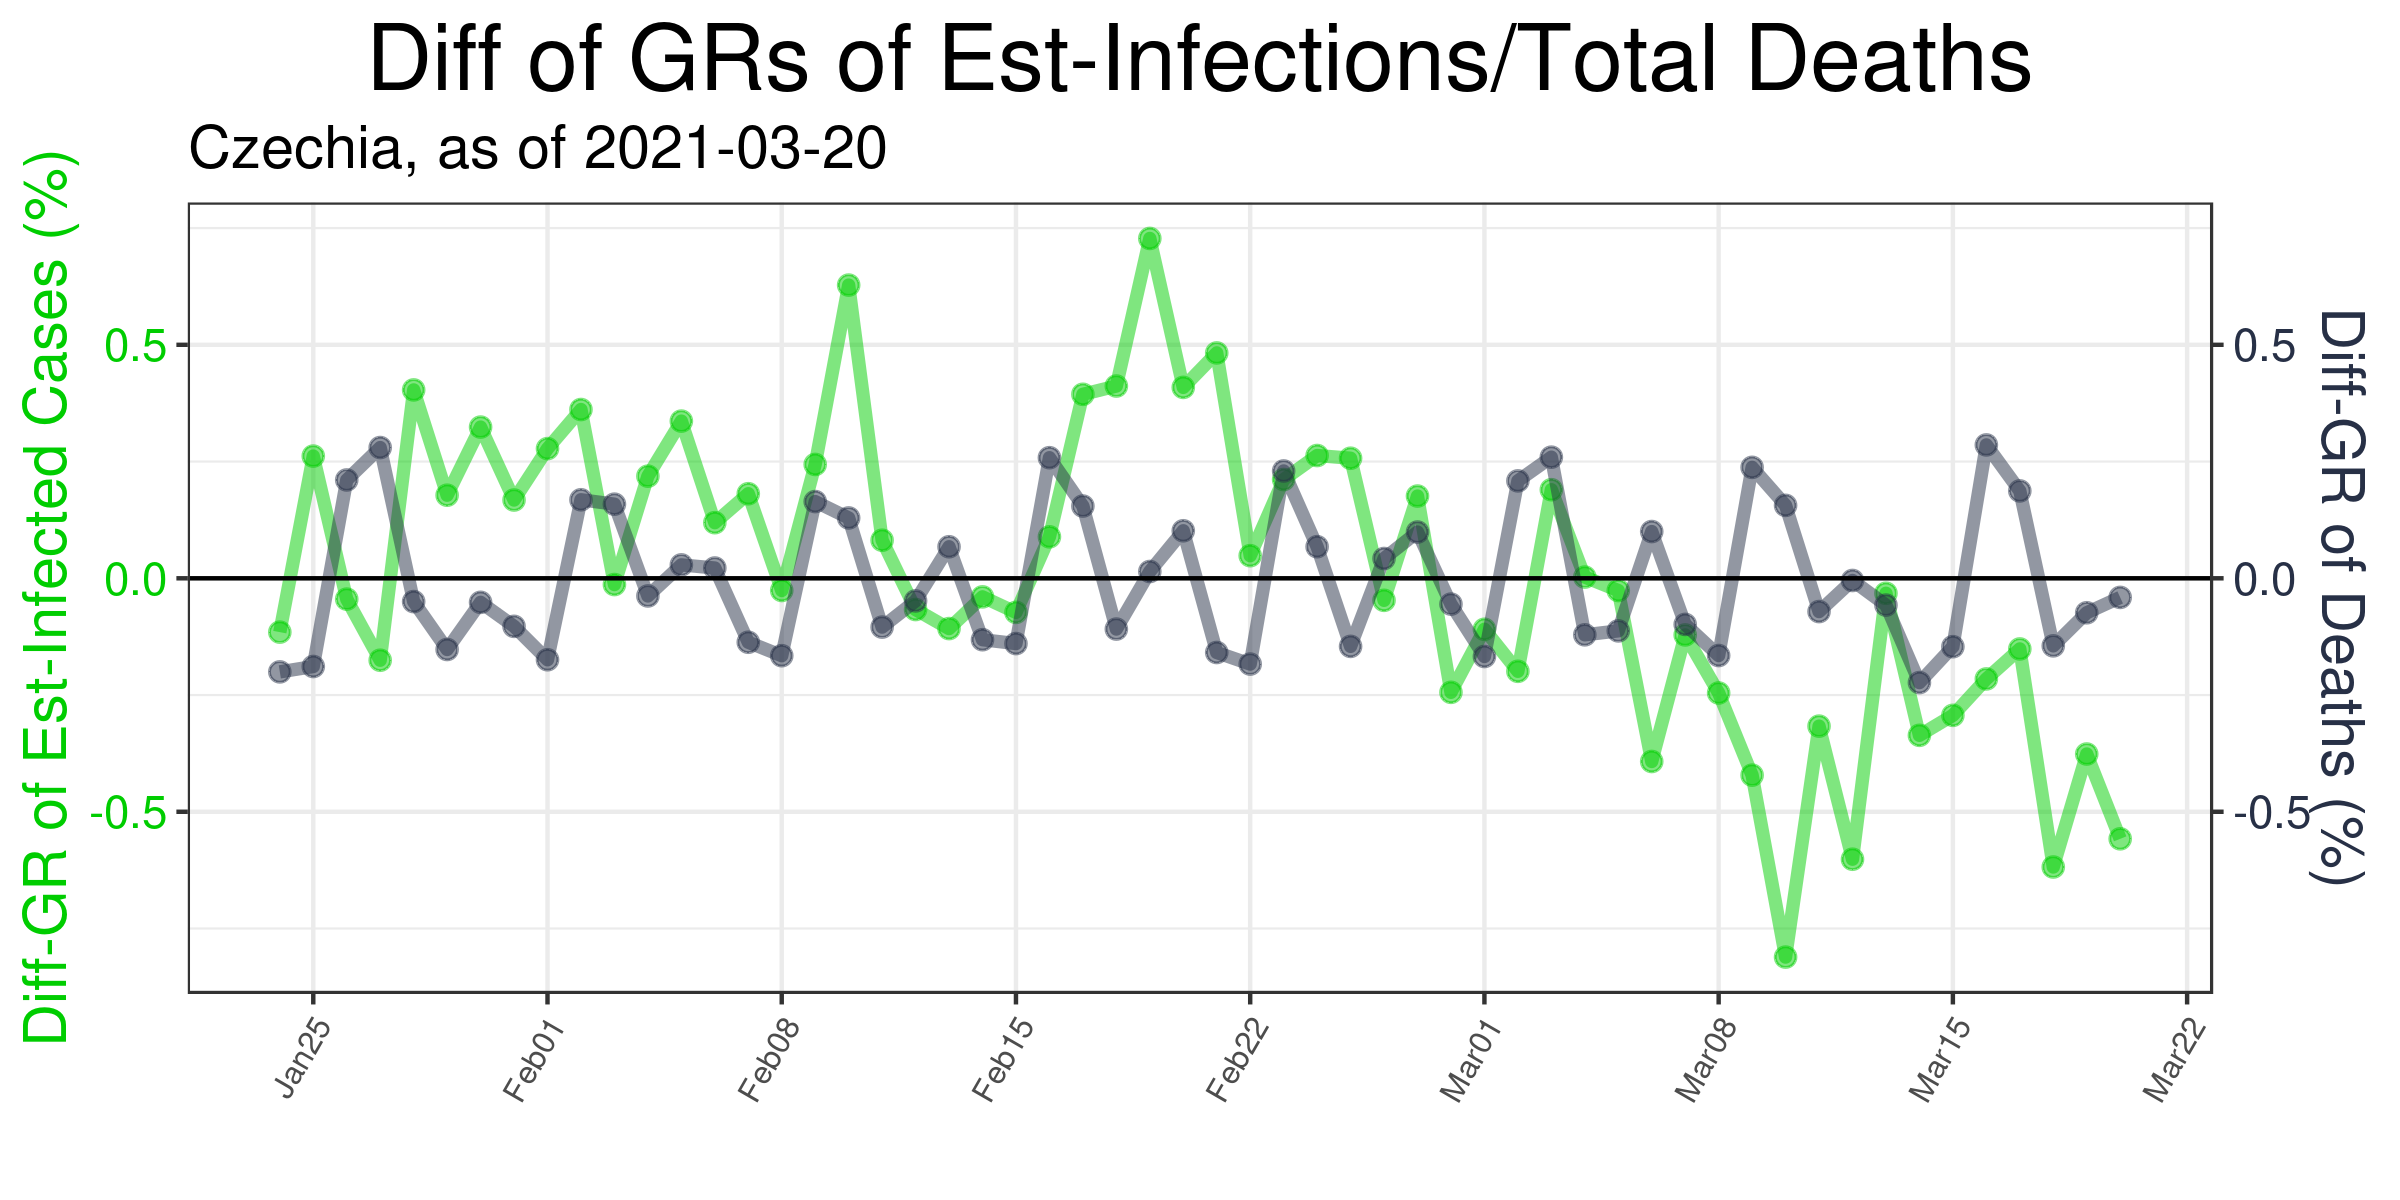 Diff of GRs of Est-Infections/Total Deaths
Czechia, as of 2021-03-20
Diff-GR of Est-Infected Cases (%)
0.5
0.0
-0.5
0.5
0.0
-0.5
Diff-GR of Deaths (%)
Jan25
Feb01
Feb08
Feb15
Feb22
Mar01
Mar08
Mar15
Mar22